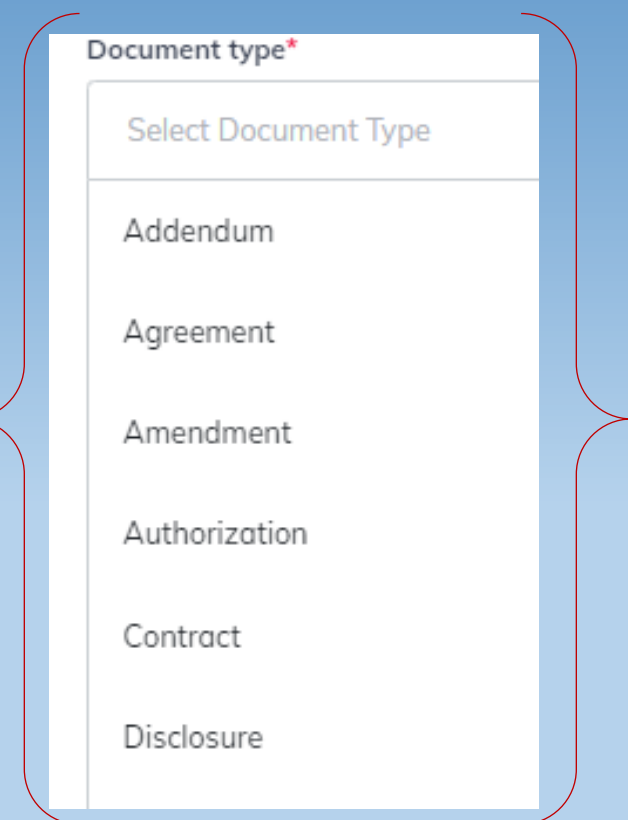 Document type*
Select Document Type
Addendum
Agreement
Amendment
Authorization
Contract
Disclosure